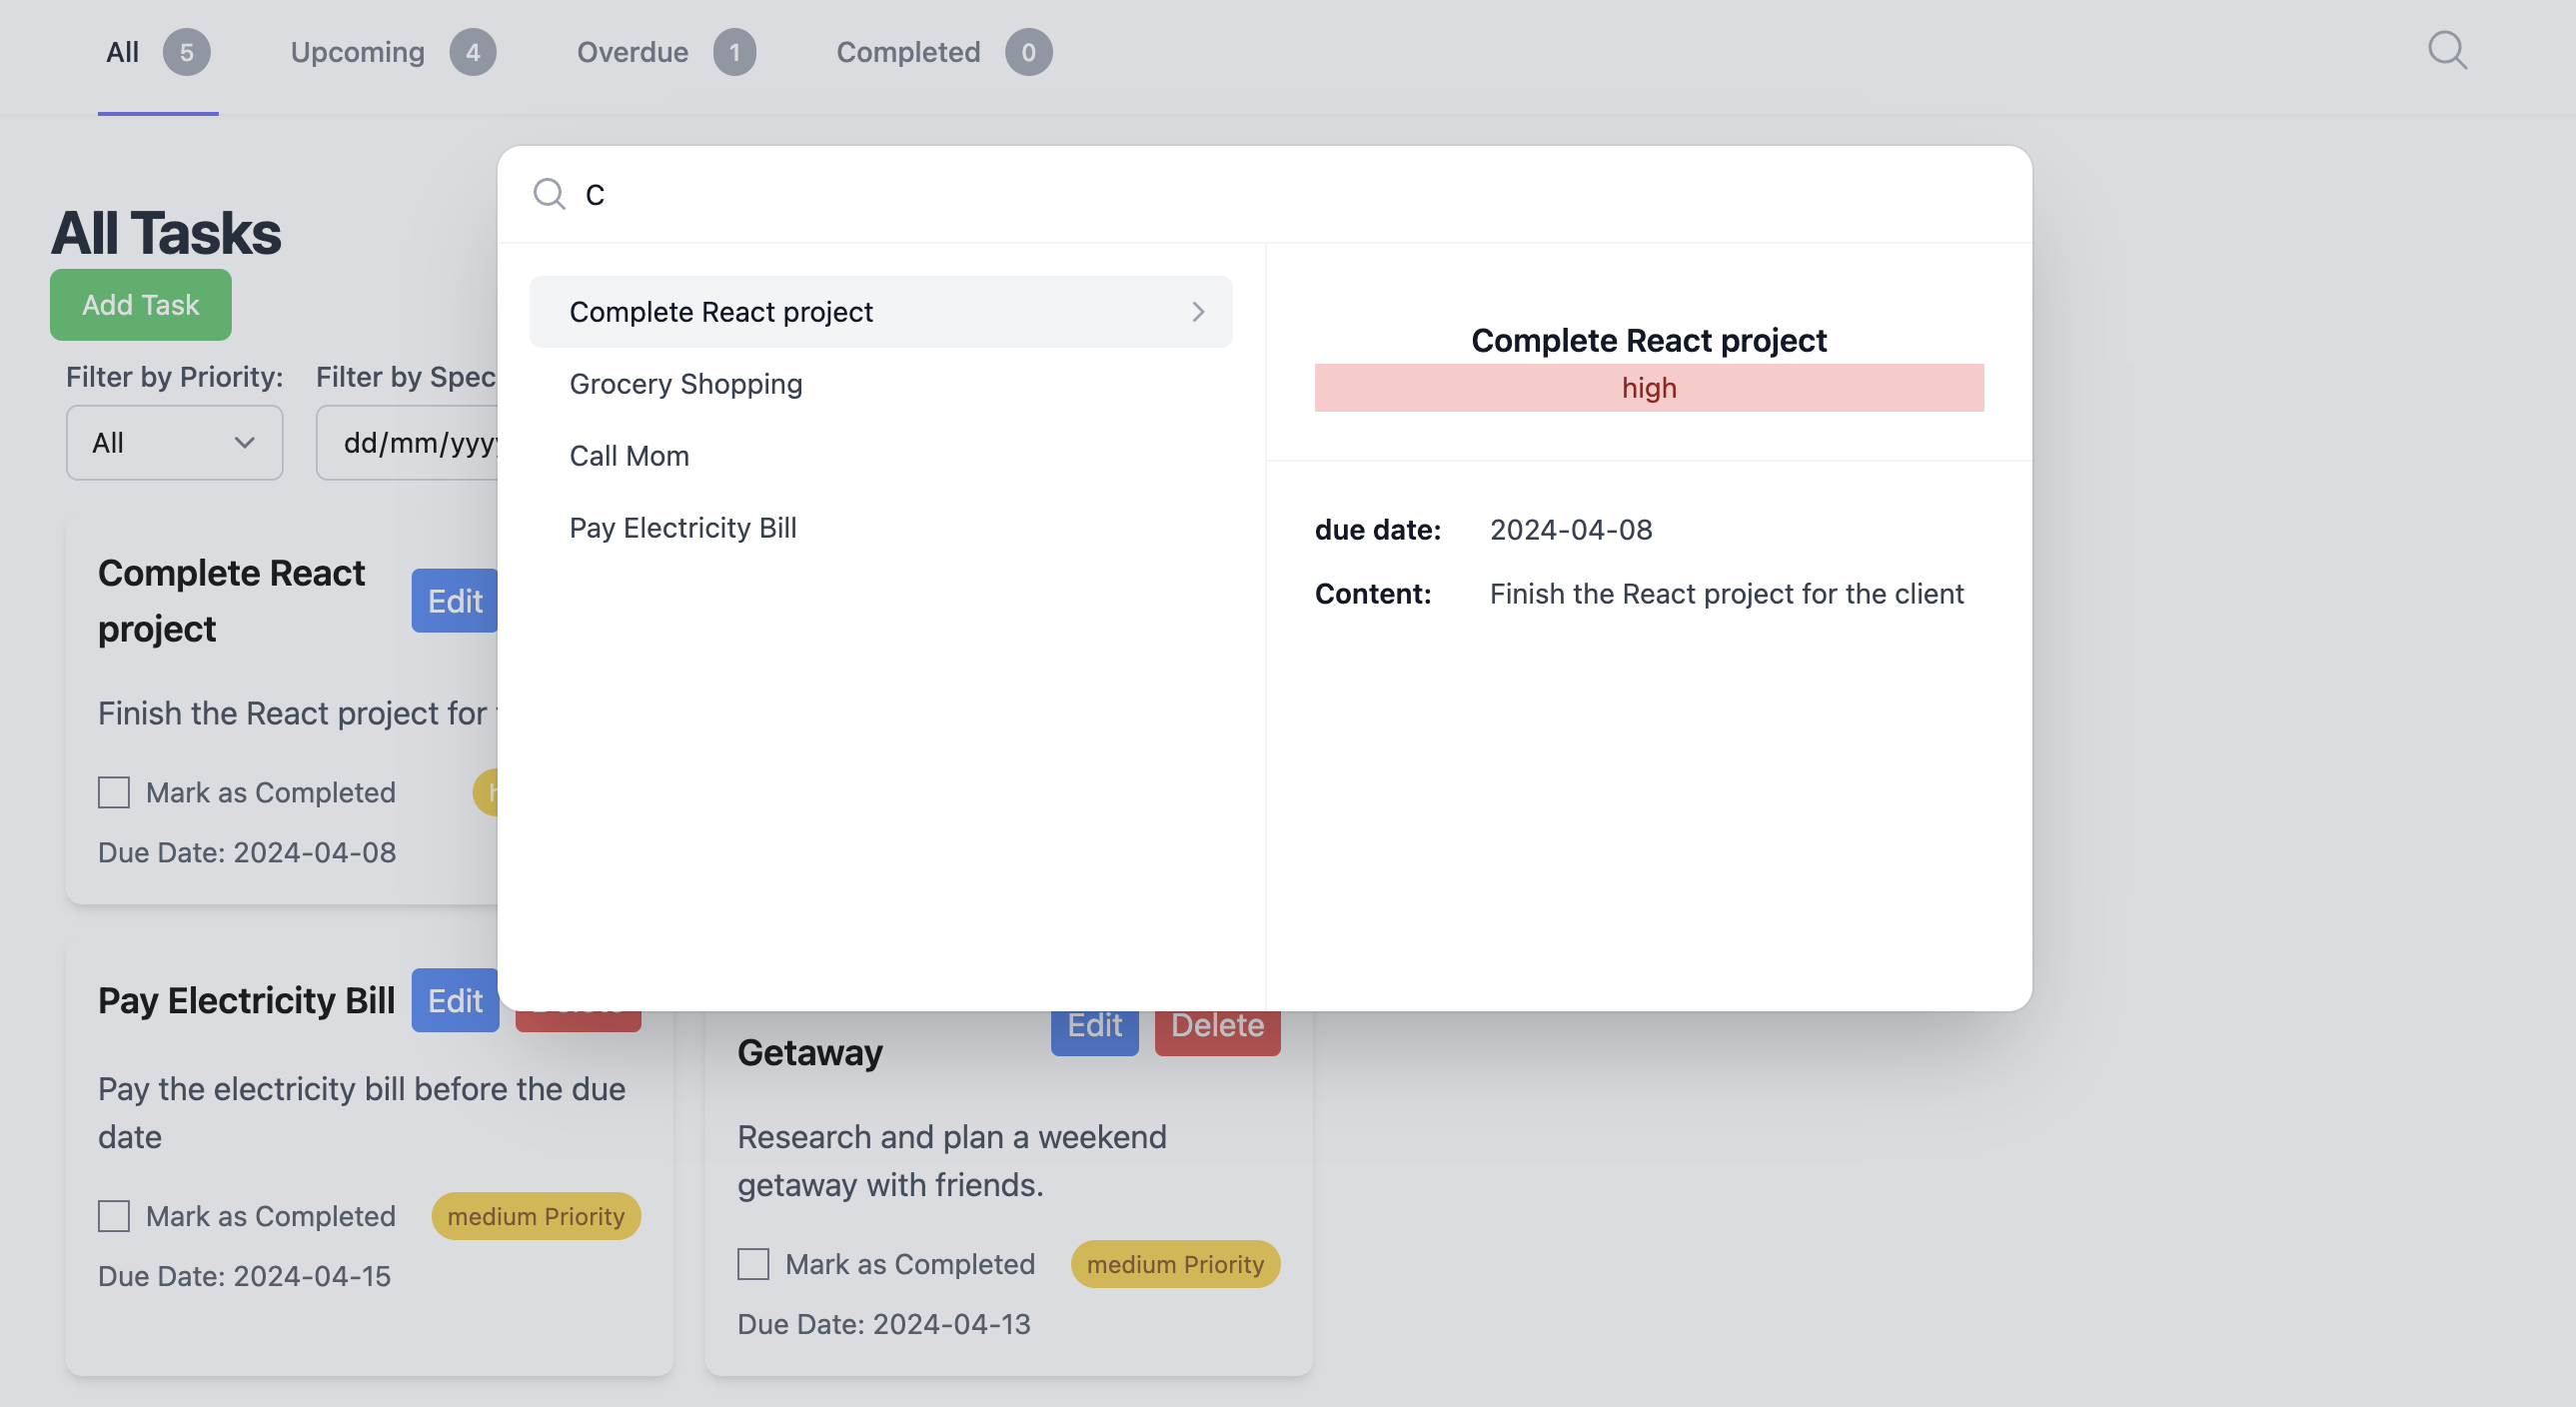 All 5 Upcoming 4 Overdue 1 Completed 0
C
All Tasks
Add Task
Filter by Priority: Filter by
All
dd/mm/yyyy
Complete React project
Grocery Shopping
Call Mom
Pay Electricity Bill
Complete React project
high
due date: 2024-04-08
Content: Finish the React project for the client
Complete React
project
Edit
Finish the React project for
Mark as Completed
Due Date: 2024-04-08
Pay Electricity Bill
Edit
Pay the electricity bill before the due
date
Mark as Completed medium Priority
Due Date: 2024-04-15
Getaway
Edit Delete
Research and plan a weekend
getaway with friends.
Mark as Completed medium Priority
Due Date: 2024-04-13